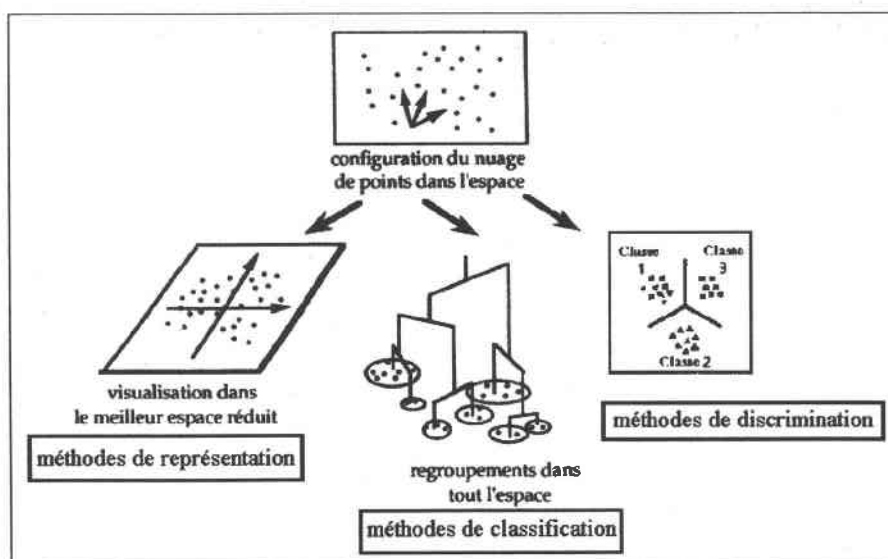 configuration du nuage
de points dans l'espace
visualisation dans
le meilleur espace réduit
méthodes de représentation
regroupements dans
tout l'espace
méthodes de classification
Classe
1
Classe
3
Classe 2
méthodes de discrimination